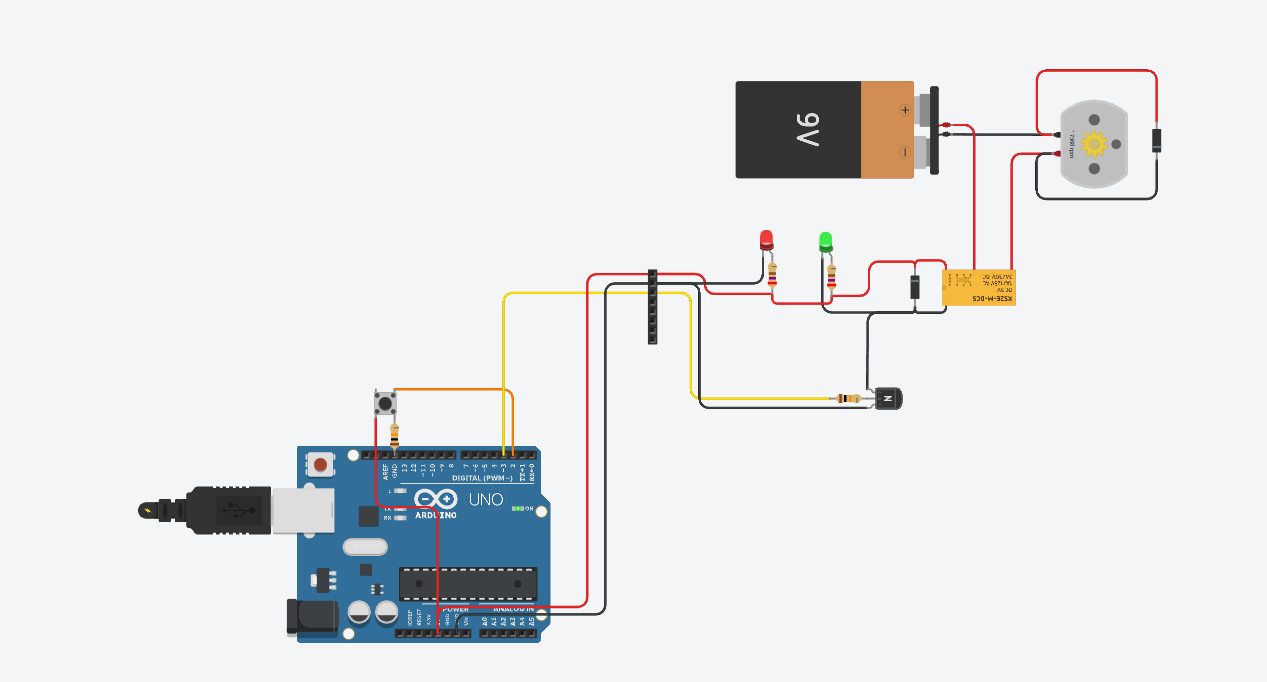 9V
+
−
KS2E-M-DC5
DC 5V
N
AREF
GND
13
12
~11
~10
~9
8
7
~6
~5
4
~3
2
TX→1
RX←0
DIGITAL (PWM~)
L
TX
RX
UNO
ARDUINO
ON
IOREF
RESET
3.3V
POWER
ANALOG IN
GND
Vin
A0
A1
A2
A3
A4
A5